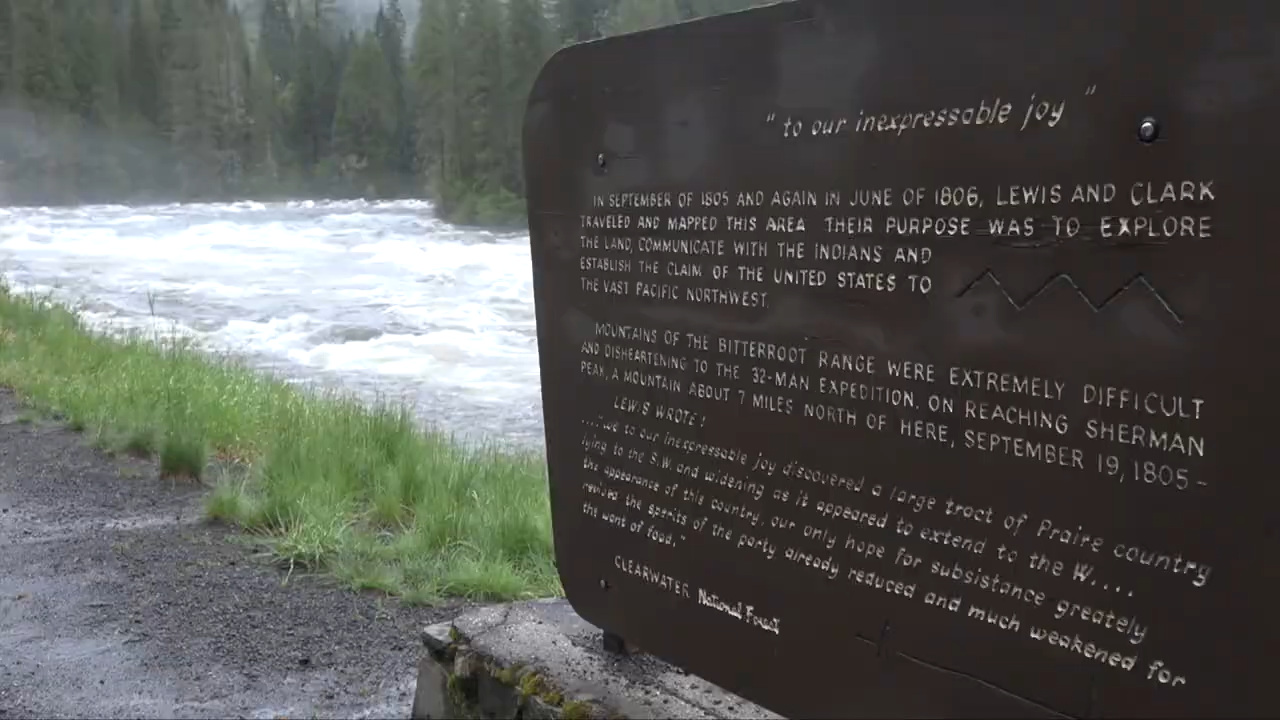 " to our inexpressable joy "
IN SEPTEMBER OF 1805 AND AGAIN IN JUNE OF 1806, LEWIS AND CLARK
TRAVELED AND MAPPED THIS AREA THEIR PURPOSE WAS TO EXPLORE
THE LAND, COMMUNICATE WITH THE INDIANS AND
ESTABLISH THE CLAIM OF THE UNITED STATES TO
THE VAST PACIFIC NORTHWEST.
MOUNTAINS OF THE BITTERROOT RANGE WERE EXTREMELY DIFFICULT
AND DISHEARTENING TO THE 32-MAN EXPEDITION. ON REACHING SHERMAN
PEAK, A MOUNTAIN ABOUT 7 MILES NORTH OF HERE, SEPTEMBER 19, 1805 -
LEWIS WROTE!
"...we to our inexpressable joy discovered a large tract of Praire country
lying to the S.W. and widening as it appeared to extend to the W...
the appearance of this country, our only hope for subsistance greately
revived the spirits of the party already reduced and much weakened for
the want of food."
CLEARWATER National Forest